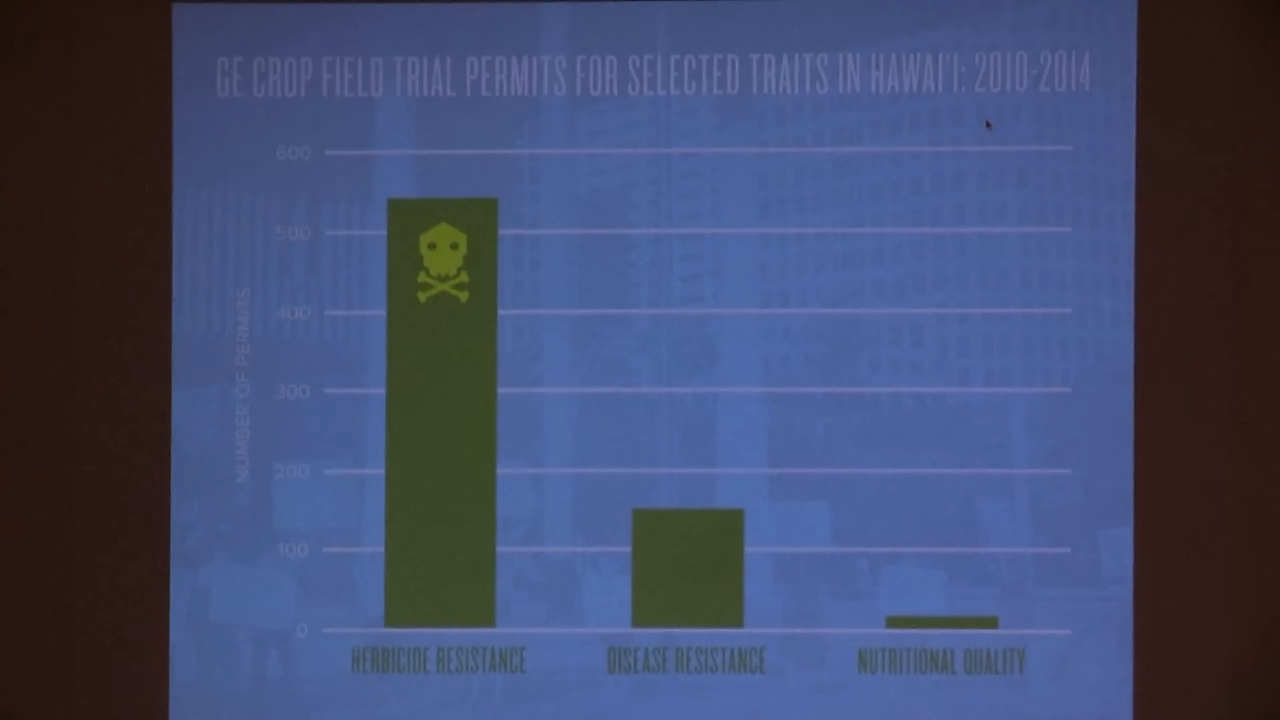 GE CROP FIELD TRIAL PERMITS FOR SELECTED TRAITS IN HAWAI'I: 2010-2014
600
500
400
300
200
100
0
NUMBER OF PERMITS
HERBICIDE RESISTANCE
DISEASE RESISTANCE
NUTRITIONAL QUALITY